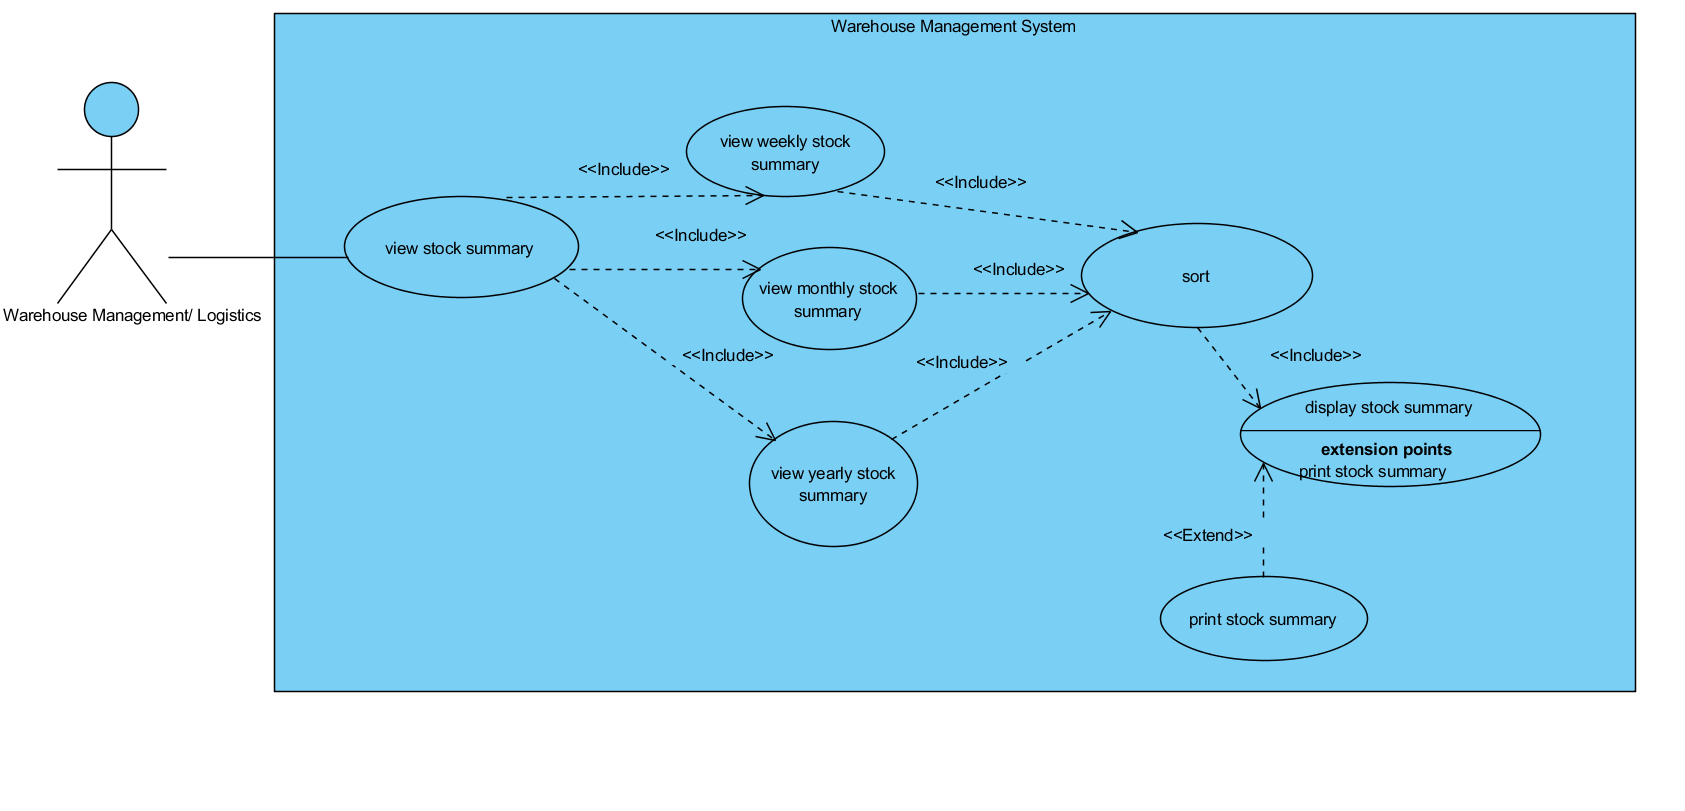 Warehouse Management System
view weekly stock
summary
<<Include>>
<<Include>>
<<Include>>
view stock summary
<<Include>>
sort
view monthly stock
summary
Warehouse Management/ Logistics
<<Include>>
<<Include>>
<<Include>>
display stock summary
extension points
print stock summary
view yearly stock
summary
<<Extend>>
print stock summary